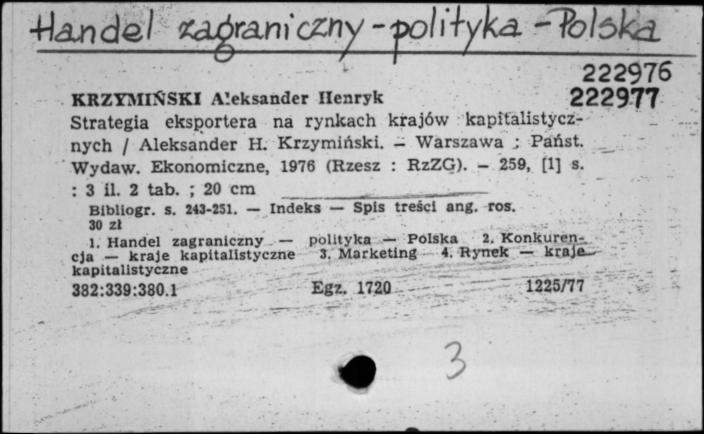 Handel zagraniczny - polityka - Polska
222976
KRZYMIŃSKI Aleksander Henryk 222977
Strategia eksportera na rynkach krajów kapitalistycz-
nych / Aleksander H. Krzymiński. – Warszawa : Państ.
Wydaw. Ekonomiczne, 1976 (Rzesz : RzZG). – 259, [1] s.
: 3 il. 2 tab. ; 20 cm
Bibliogr. s. 243-251. — Indeks — Spis treści ang. ros.
30 zł
1. Handel zagraniczny — polityka — Polska 2. Konkuren-
cja — kraje kapitalistyczne 3. Marketing 4. Rynek — kraje
kapitalistyczne
382:339:380.1 Egz. 1720 1225/77
3